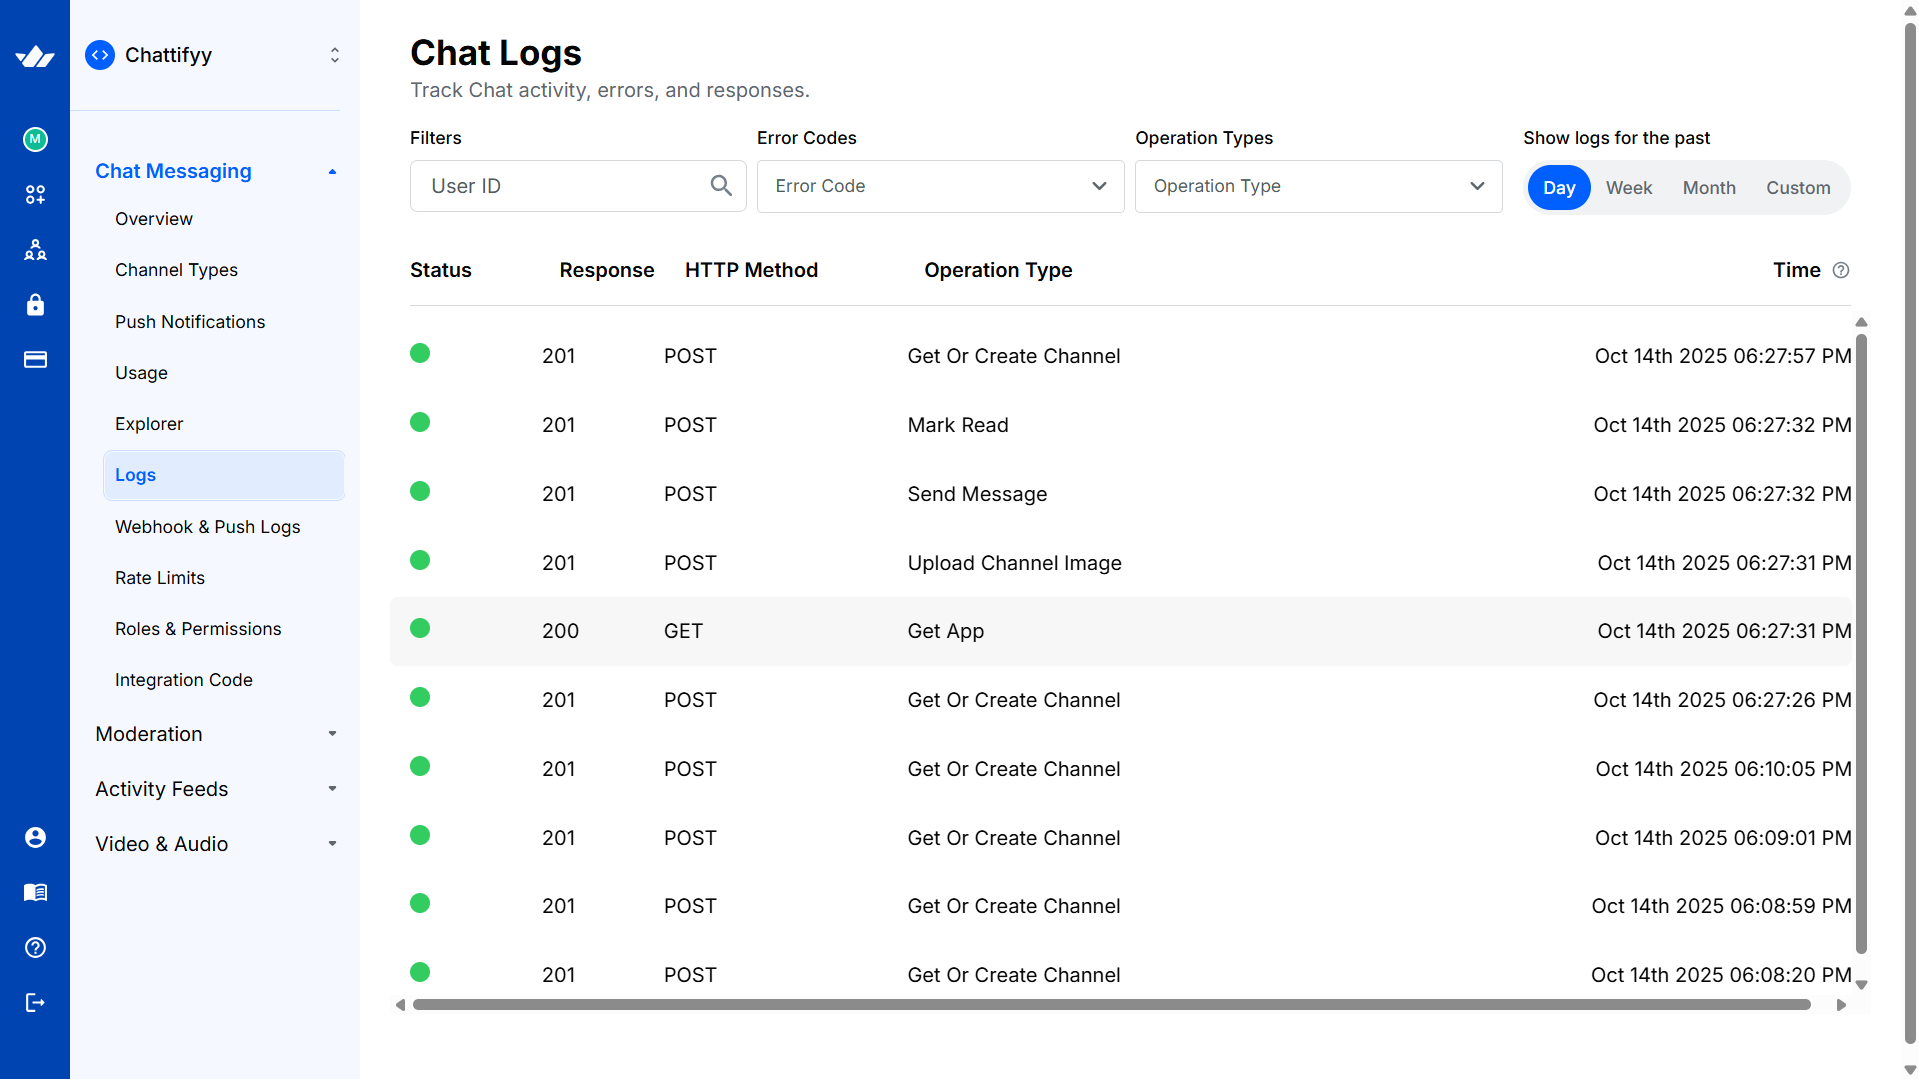 Chattifyy
M
Chat Messaging
Overview
Channel Types
Push Notifications
Usage
Explorer
Logs
Webhook & Push Logs
Rate Limits
Roles & Permissions
Integration Code
Moderation
Activity Feeds
Video & Audio
Chat Logs
Track Chat activity, errors, and responses.
Filters Error Codes Operation Types Show logs for the past
User ID Error Code Operation Type Day Week Month Custom
Status Response HTTP Method Operation Type Time
201 POST Get Or Create Channel Oct 14th 2025 06:27:57 PM
201 POST Mark Read Oct 14th 2025 06:27:32 PM
201 POST Send Message Oct 14th 2025 06:27:32 PM
201 POST Upload Channel Image Oct 14th 2025 06:27:31 PM
200 GET Get App Oct 14th 2025 06:27:31 PM
201 POST Get Or Create Channel Oct 14th 2025 06:27:26 PM
201 POST Get Or Create Channel Oct 14th 2025 06:10:05 PM
201 POST Get Or Create Channel Oct 14th 2025 06:09:01 PM
201 POST Get Or Create Channel Oct 14th 2025 06:08:59 PM
201 POST Get Or Create Channel Oct 14th 2025 06:08:20 PM